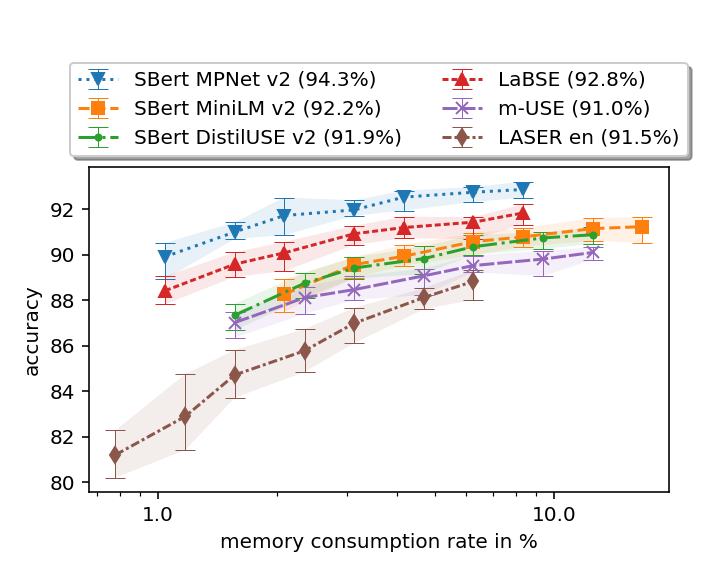 SBert MPNet v2 (94.3%)
SBert MiniLM v2 (92.2%)
SBert DistilUSE v2 (91.9%)
LaBSE (92.8%)
m-USE (91.0%)
LASER en (91.5%)
92
90
88
86
84
82
80
accuracy
1.0
10.0
memory consumption rate in %